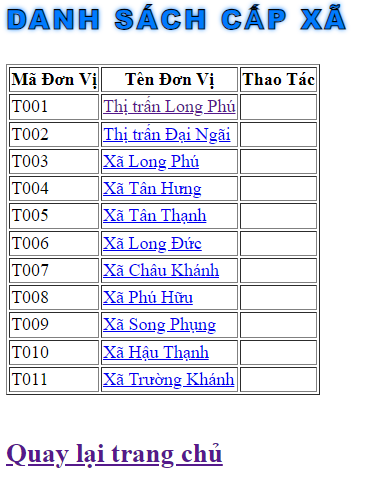 DANH SÁCH CẤP XÃ
Mã Đơn Vị Tên Đơn Vị Thao Tác
T001 Thị trấn Long Phú
T002 Thị trấn Đại Ngãi
T003 Xã Long Phú
T004 Xã Tân Hưng
T005 Xã Tân Thạnh
T006 Xã Long Đức
T007 Xã Châu Khánh
T008 Xã Phú Hữu
T009 Xã Song Phụng
T010 Xã Hậu Thạnh
T011 Xã Trường Khánh
Quay lại trang chủ